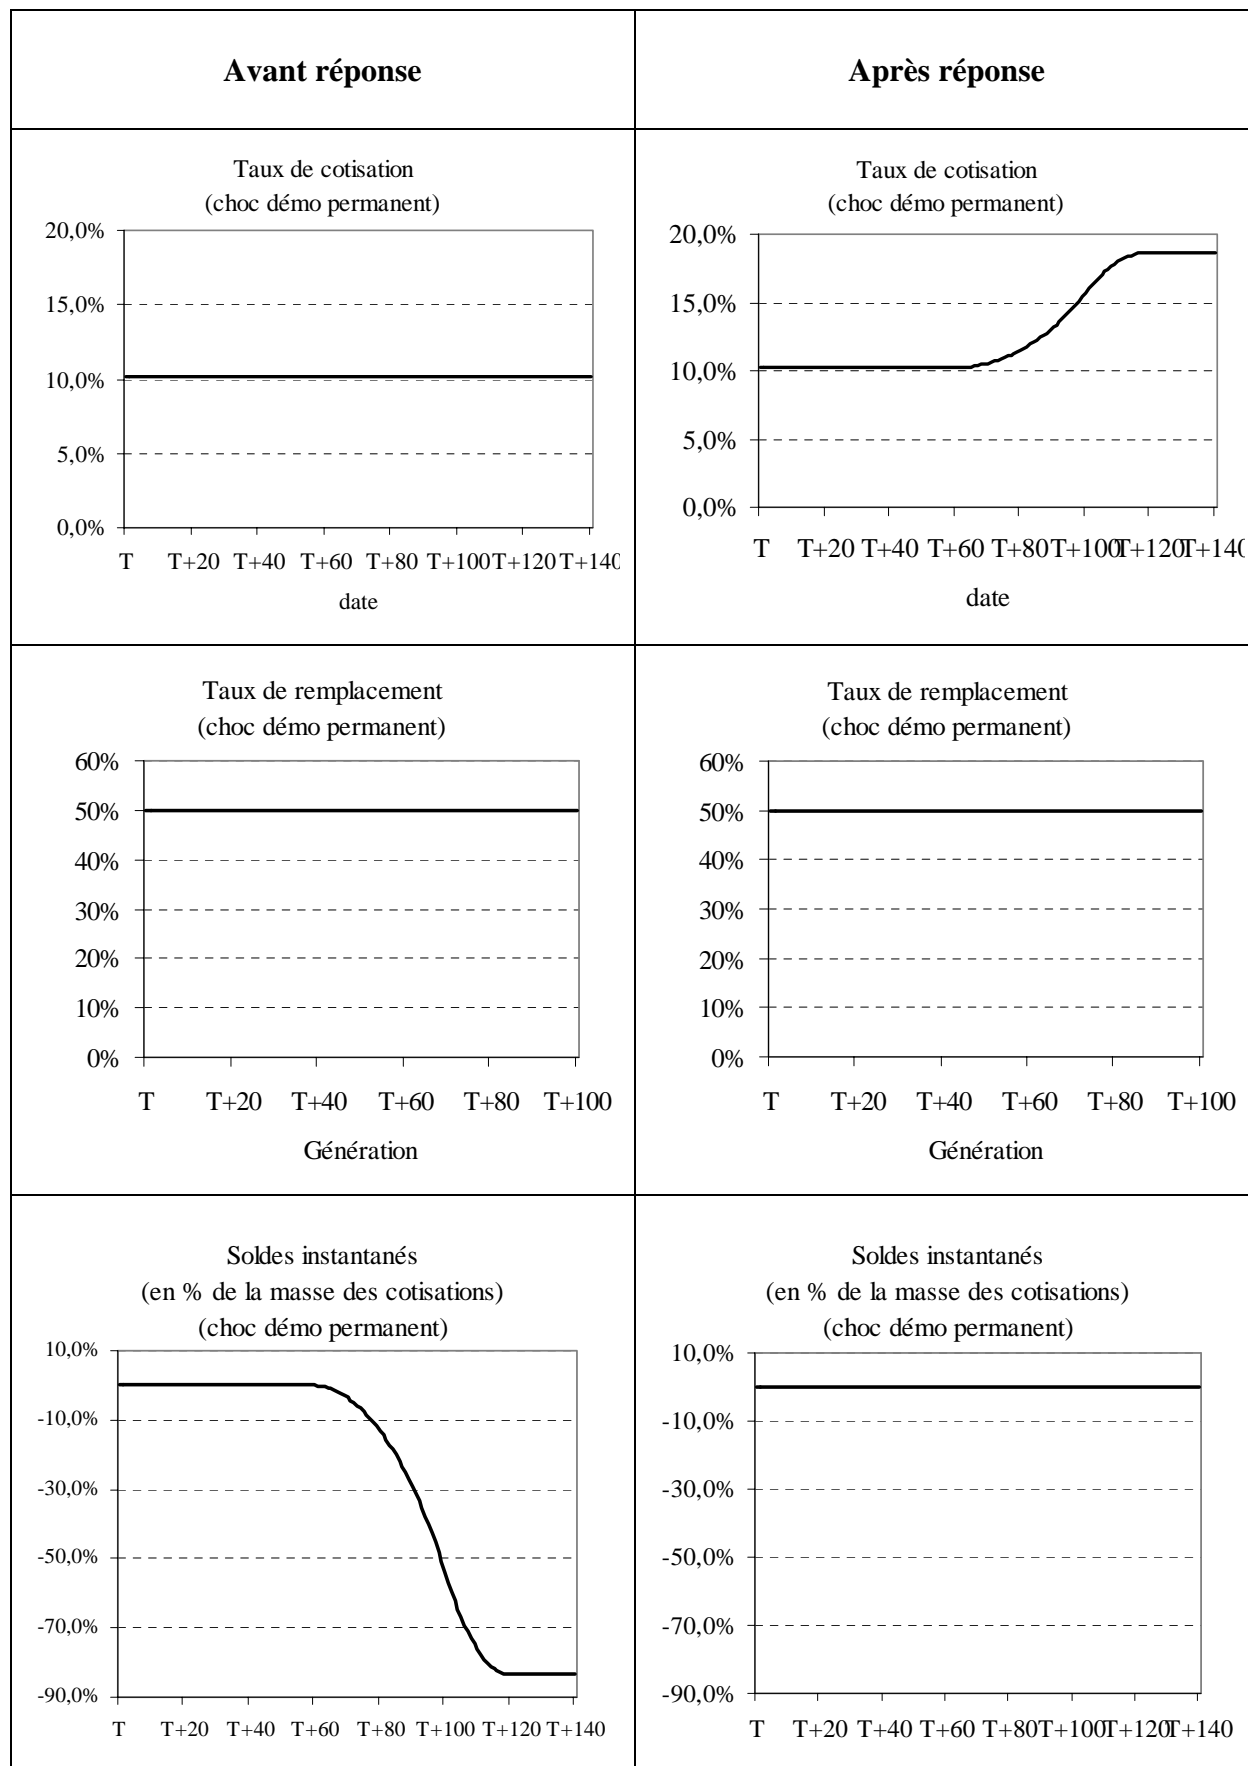 Avant réponse
Après réponse
Taux de cotisation
(choc démo permanent)
20,0%
15,0%
10,0%
5,0%
0,0%
T T+20 T+40 T+60 T+80 T+100 T+120 T+140
date
Taux de cotisation
(choc démo permanent)
20,0%
15,0%
10,0%
5,0%
0,0%
T T+20 T+40 T+60 T+80 T+100 T+120 T+140
date
Taux de remplacement
(choc démo permanent)
60%
50%
40%
30%
20%
10%
0%
T T+20 T+40 T+60 T+80 T+100
Génération
Taux de remplacement
(choc démo permanent)
60%
50%
40%
30%
20%
10%
0%
T T+20 T+40 T+60 T+80 T+100
Génération
Soldes instantanés
(en % de la masse des cotisations)
(choc démo permanent)
10,0%
-10,0%
-30,0%
-50,0%
-70,0%
-90,0%
T T+20 T+40 T+60 T+80 T+100 T+120 T+140
Soldes instantanés
(en % de la masse des cotisations)
(choc démo permanent)
10,0%
-10,0%
-30,0%
-50,0%
-70,0%
-90,0%
T T+20 T+40 T+60 T+80 T+100 T+120 T+140